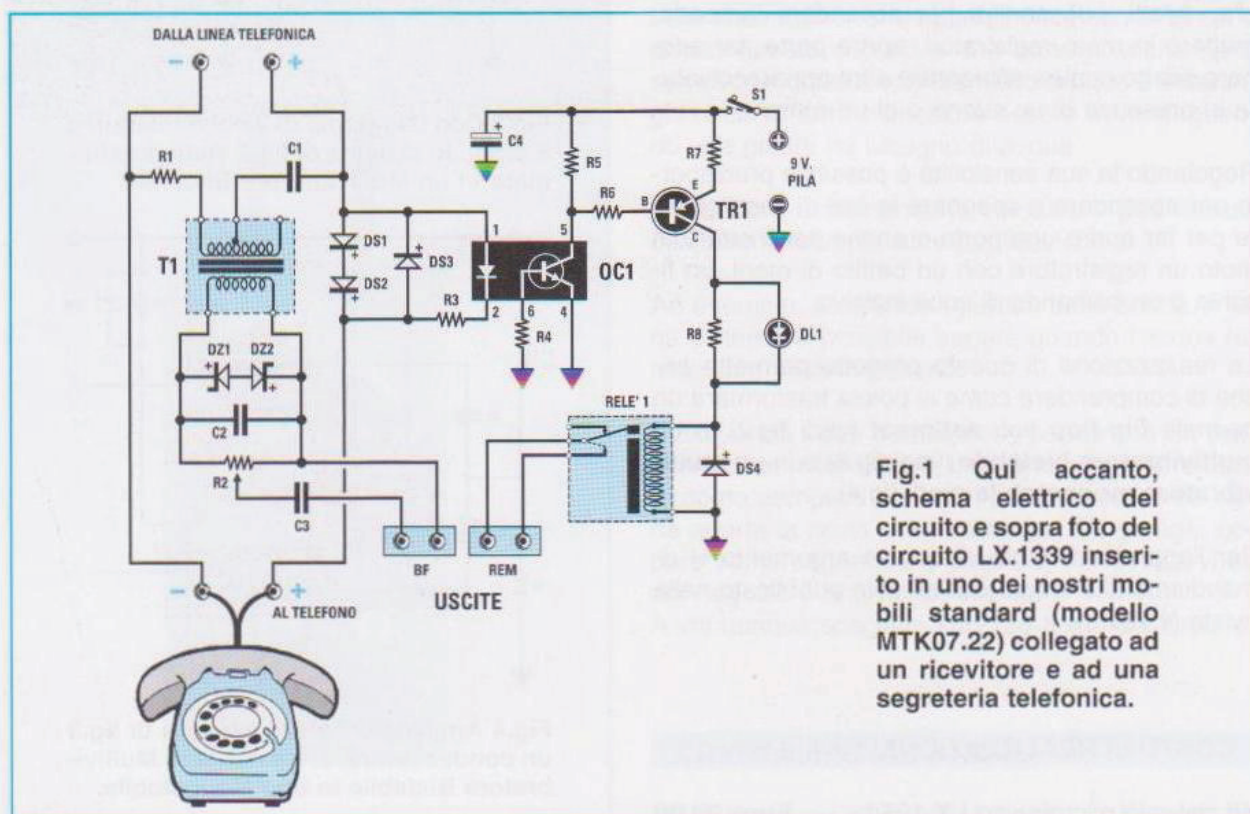 DALLA LINEA TELEFONICA
- +
R1
C1
C4
R5
S1
R7
9 V.
PILA
R6
B
E
C
TR1
T1
DS1
DS2
DS3
1
5
OC1
R3
2
6
4
R4
R8
DL1
DZ1 DZ2
C2
R2
C3
RELE' 1
DS4
BF
REM
USCITE
- +
AL TELEFONO
Fig.1 Qui accanto,
schema elettrico del
circuito e sopra foto del
circuito LX.1339 inseri-
to in uno dei nostri mo-
bili standard (modello
MTK07.22) collegato ad
un ricevitore e ad una
segreteria telefonica.